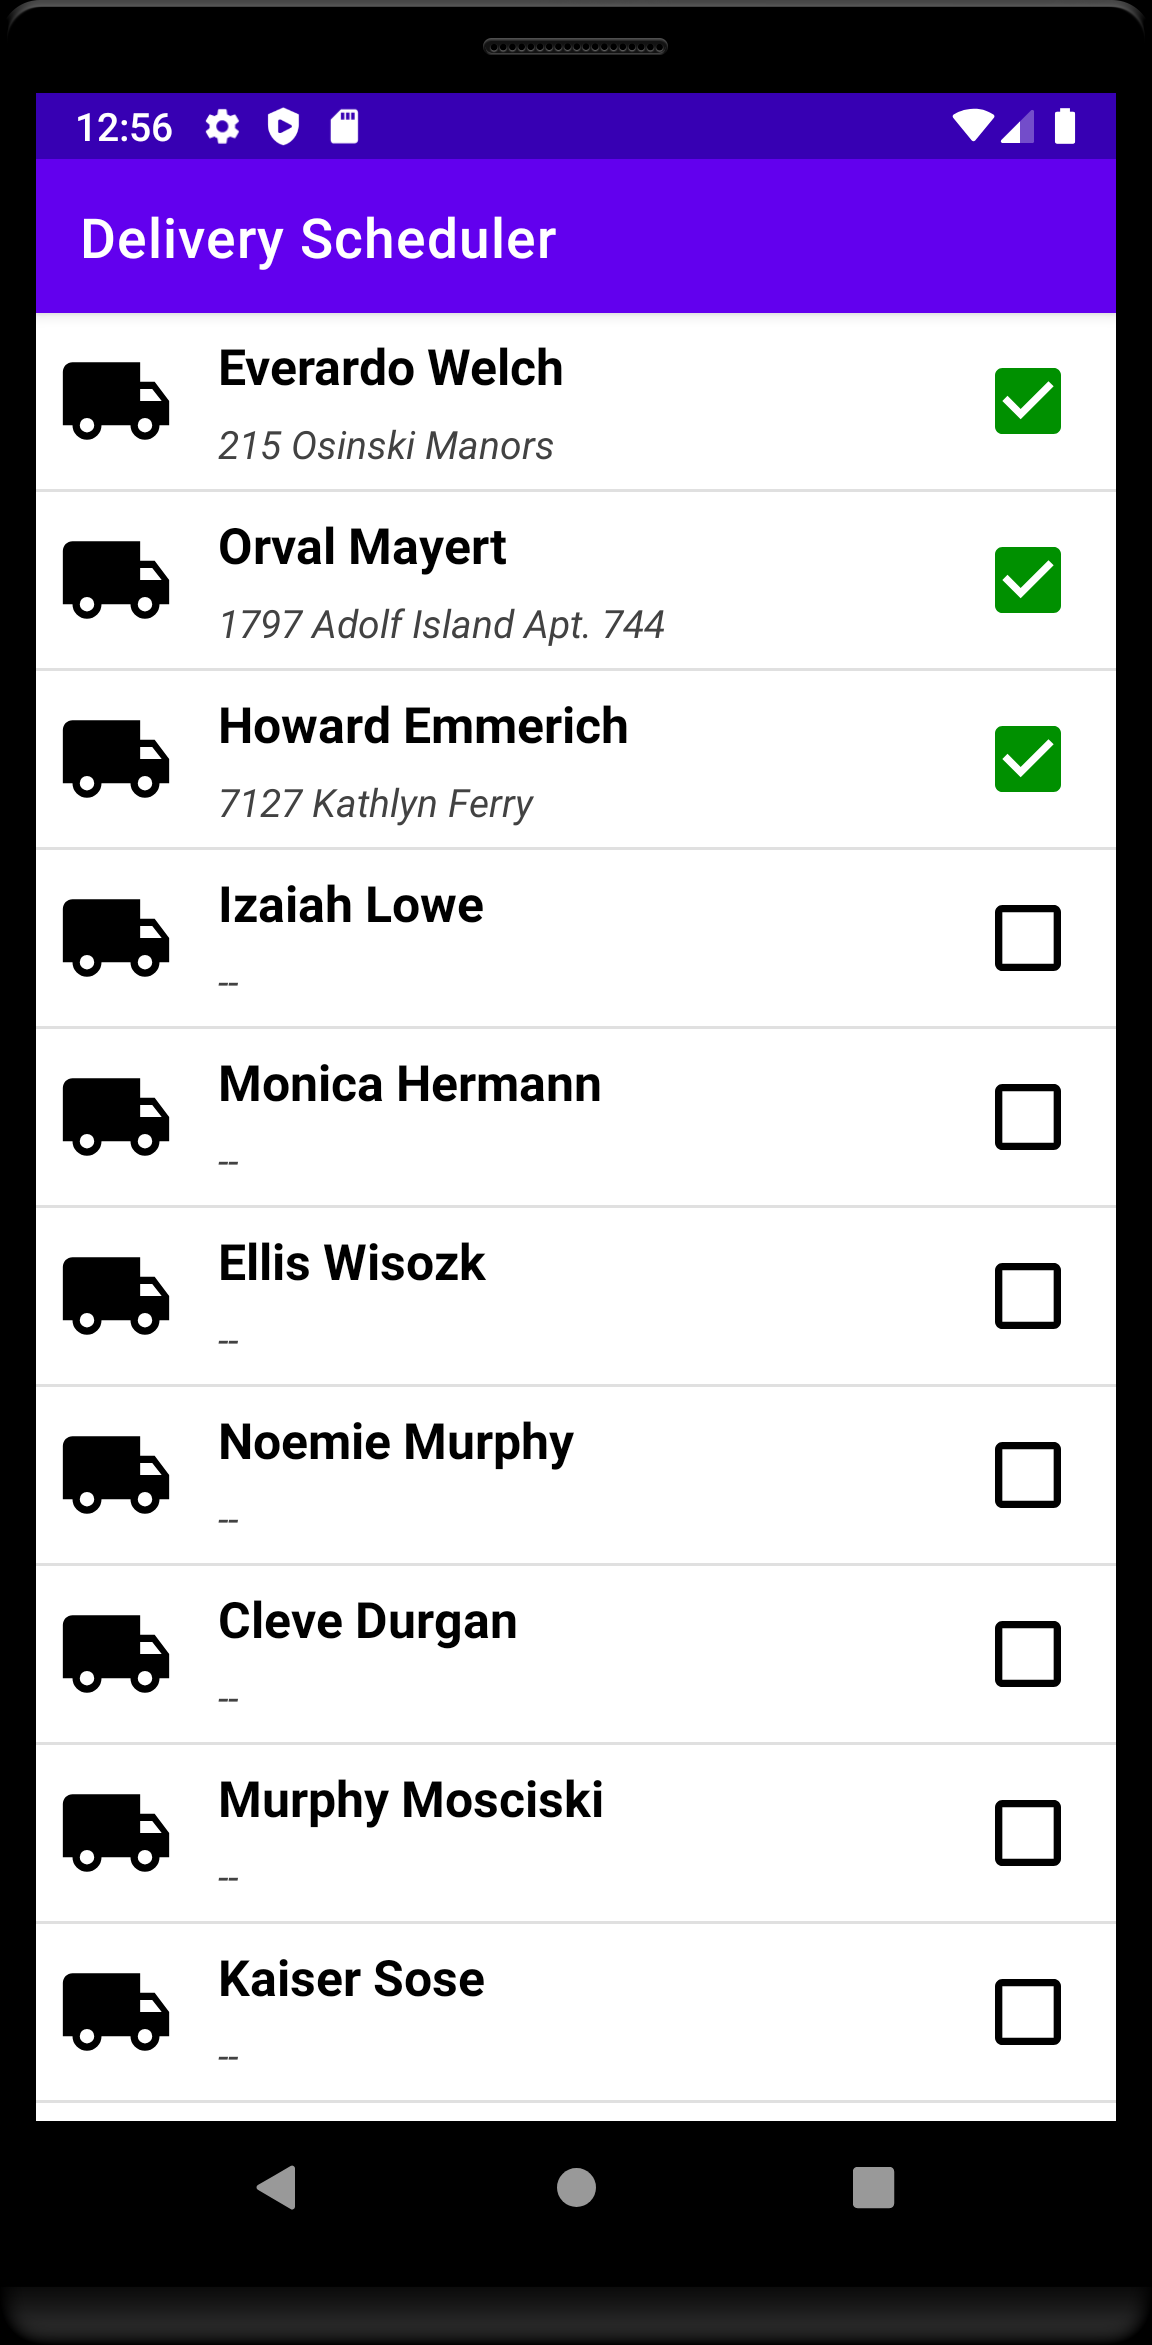 12:56
Delivery Scheduler
Everardo Welch
215 Osinski Manors
Orval Mayert
1797 Adolf Island Apt. 744
Howard Emmerich
7127 Kathlyn Ferry
Izaiah Lowe
--
Monica Hermann
--
Ellis Wisozk
--
Noemie Murphy
--
Cleve Durgan
--
Murphy Mosciski
--
Kaiser Sose
--